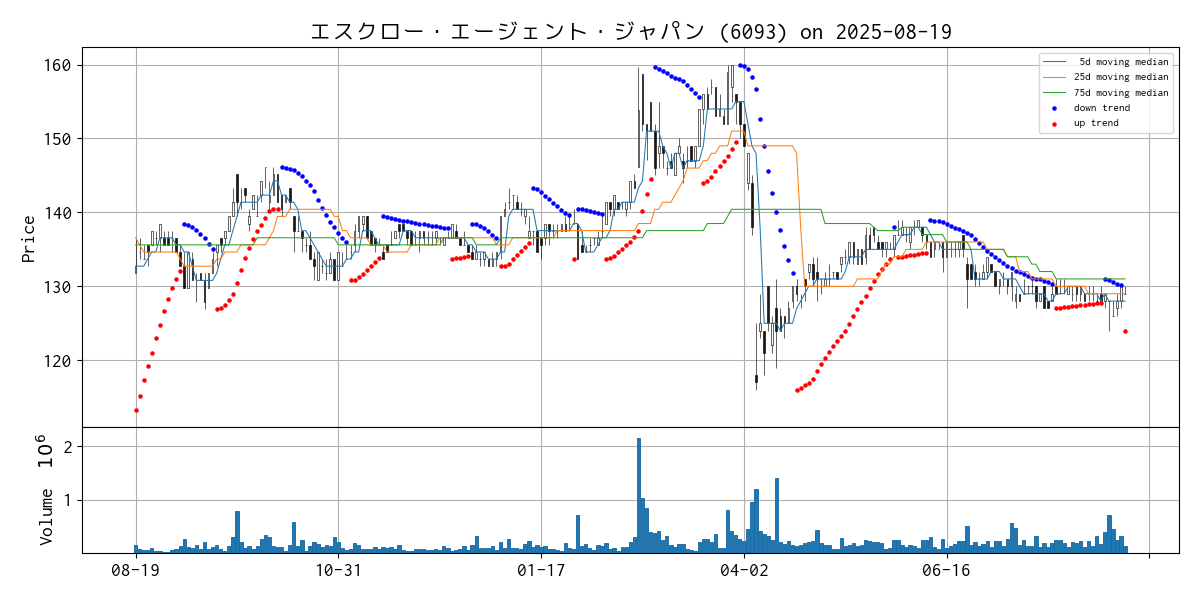 エスクロー・エージェント・ジャパン (6093) on 2025-08-19
5d moving median
25d moving median
75d moving median
down trend
up trend
Price
160
150
140
130
120
Volume 10^6
2
1
08-19 10-31 01-17 04-02 06-16